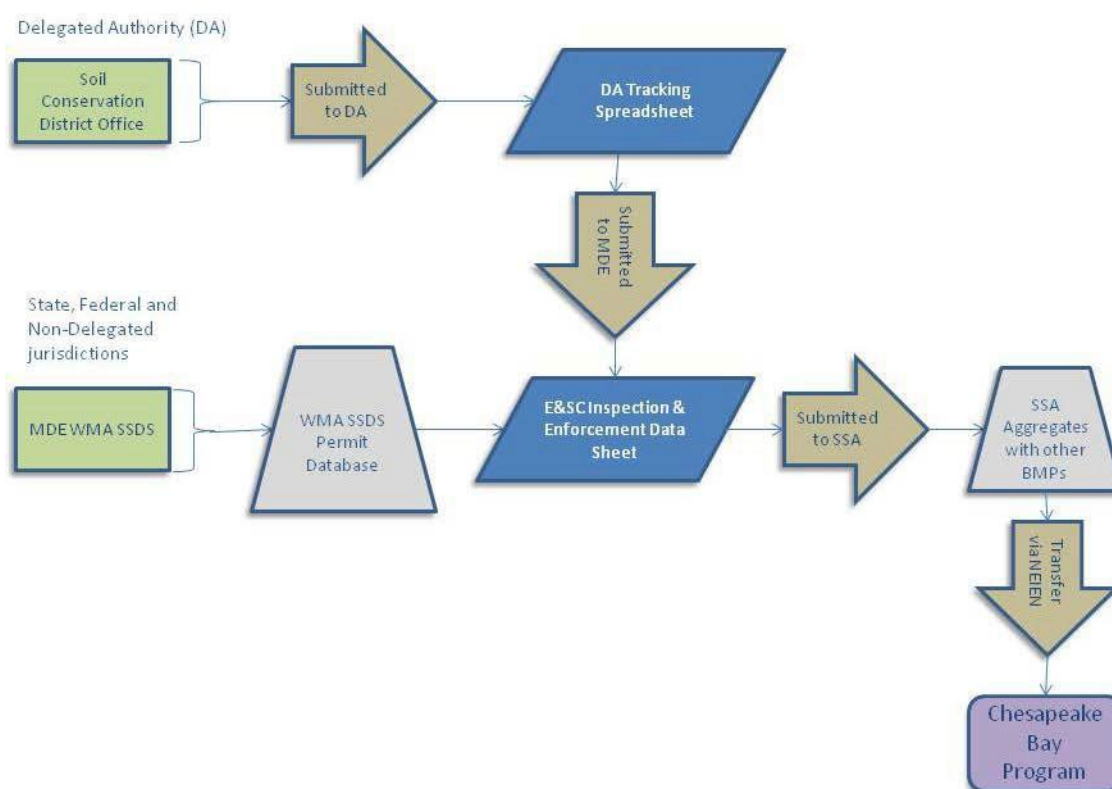 Delegated Authority (DA)
Soil
Conservation
District Office
Submitted
to DA
DA Tracking
Spreadsheet
Submitted
to MDE
State, Federal and
Non-Delegated
jurisdictions
MDE WMA SSDS
WMA SSDS
Permit
Database
E&SC Inspection &
Enforcement Data
Sheet
Submitted
to SSA
SSA
Aggregates
with other
BMPs
Transfer
via NEIEN
Chesapeake
Bay
Program